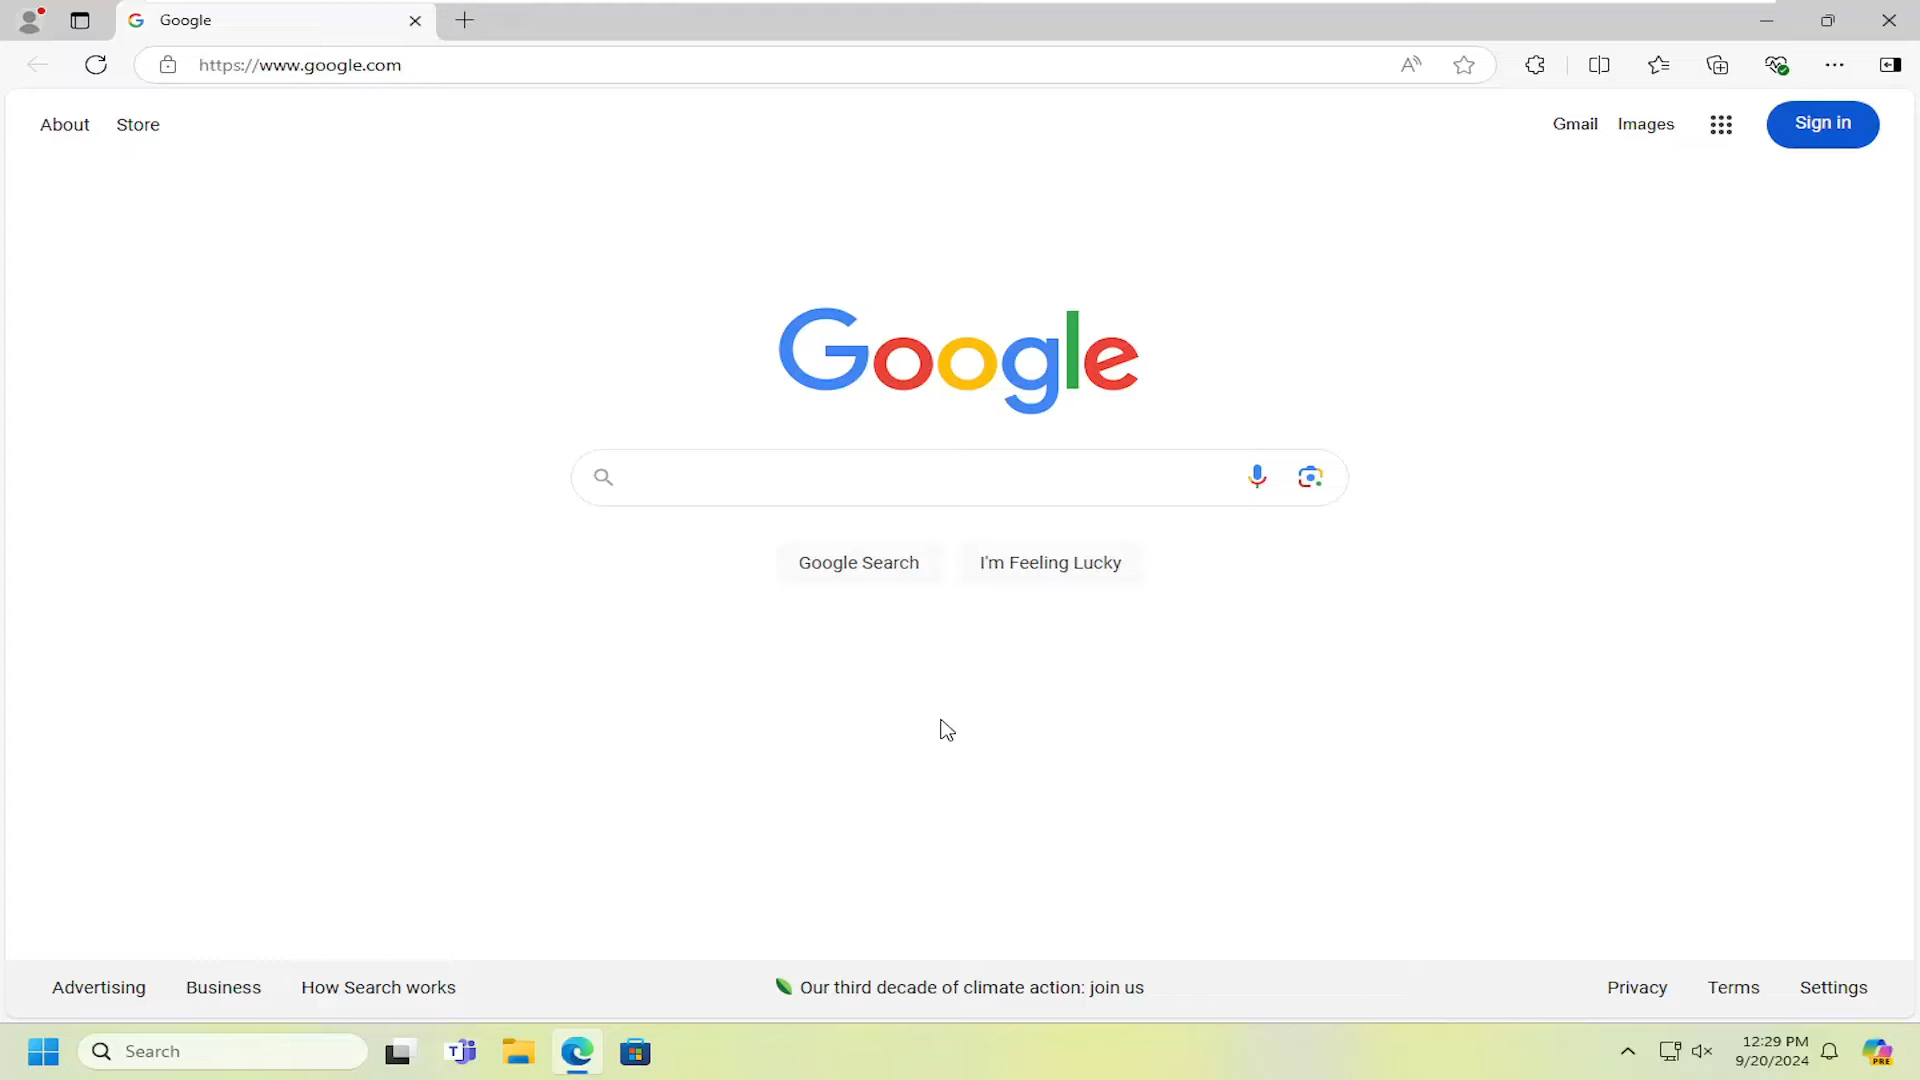 Google
https://www.google.com
About Store
Gmail Images Sign in
Google
Google Search I'm Feeling Lucky
Advertising Business How Search works
Our third decade of climate action: join us
Privacy Terms Settings
Search
12:29 PM
9/20/2024
PRE